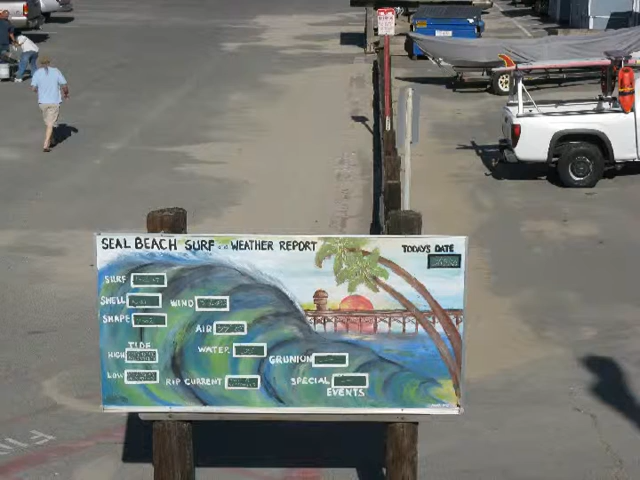 SEAL BEACH SURF -- WEATHER REPORT
TODAYS DATE
SURF
SWELL
WIND
SHAPE
AIR
TIDE
WATER
HIGH
GRUNION
LOW
RIP CURRENT
SPECIAL
EVENTS